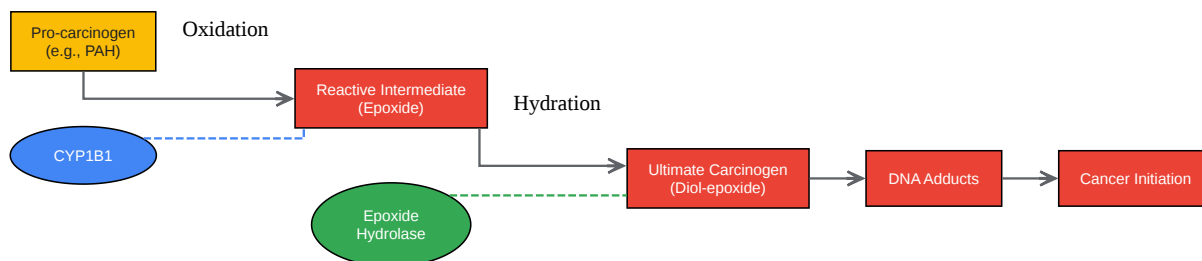 Pro-carcinogen
(e.g., PAH)
Oxidation
Reactive Intermediate
(Epoxide)
Hydration
CYP1B1
Ultimate Carcinogen
(Diol-epoxide)
DNA Adducts
Cancer Initiation
Epoxide
Hydrolase